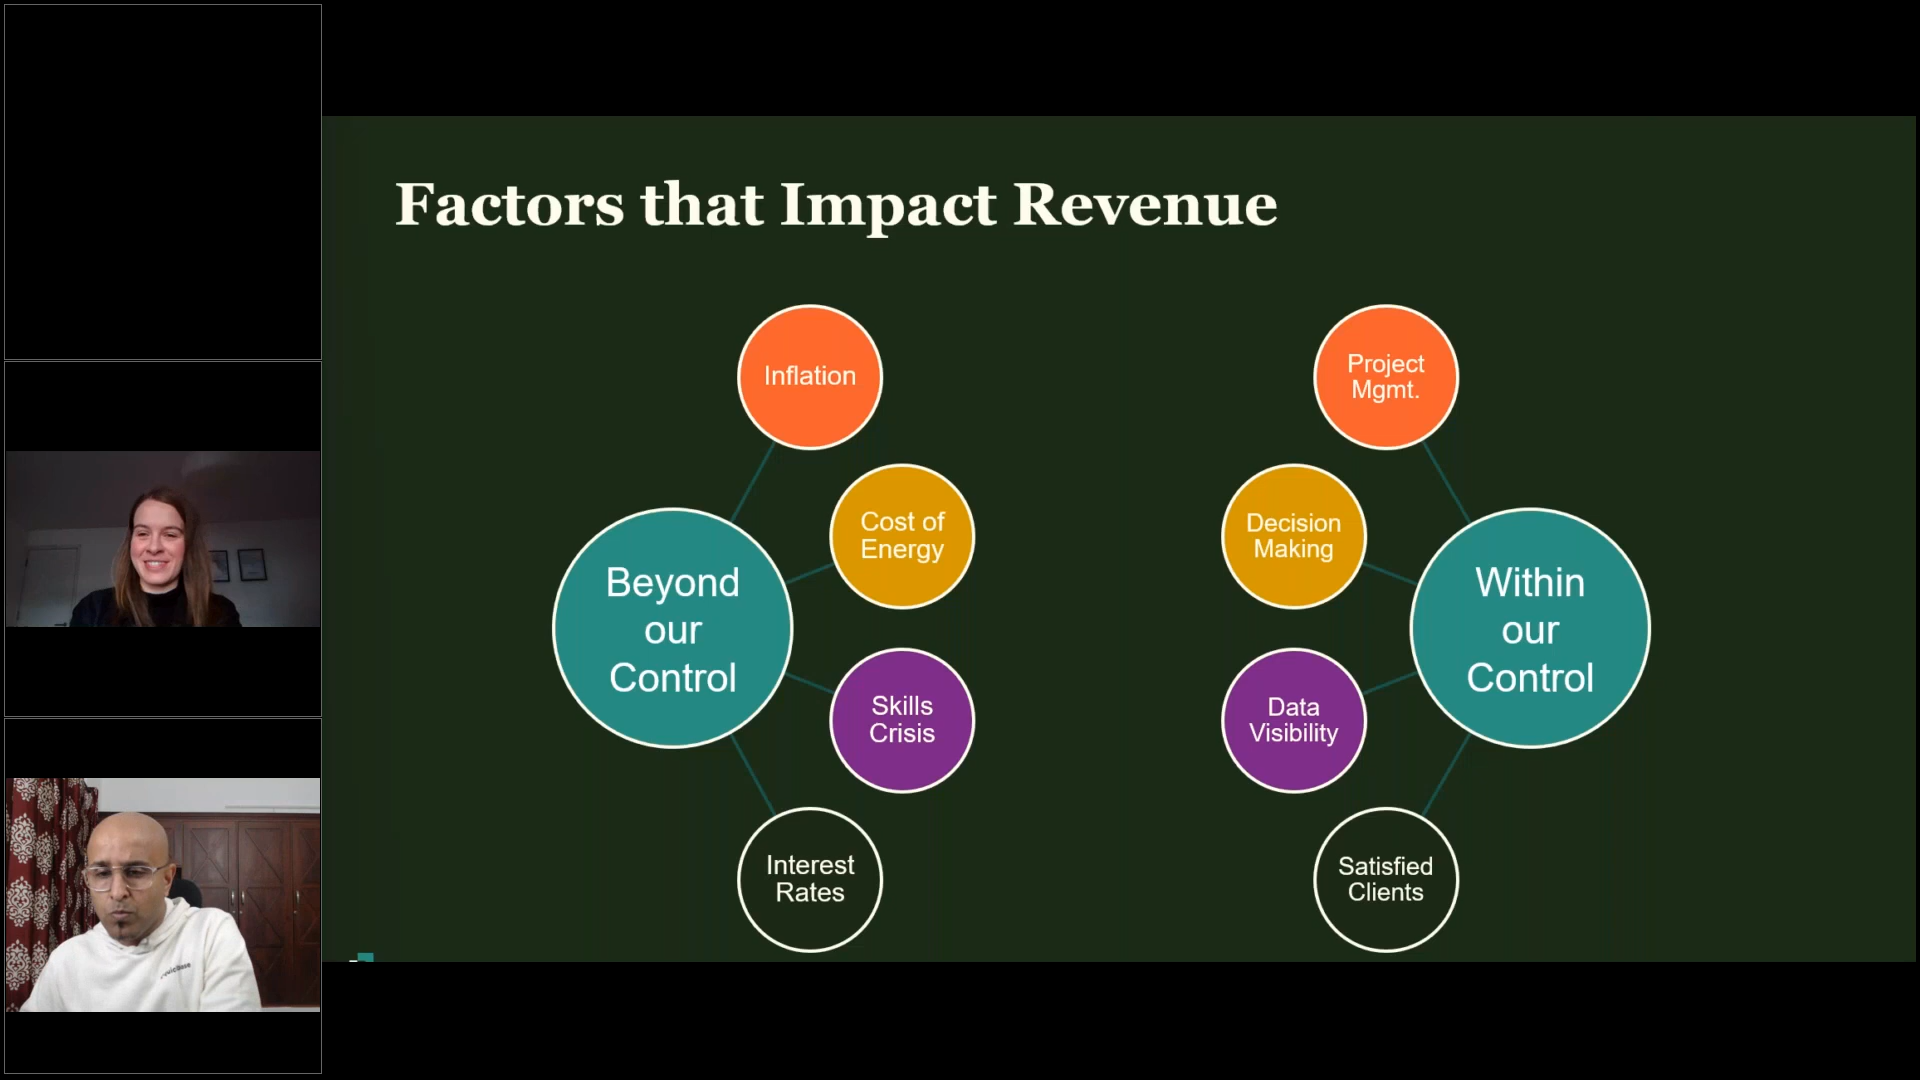 Factors that Impact Revenue
Inflation
Cost of
Energy
Beyond
our
Control
Skills
Crisis
Interest
Rates
Project
Mgmt.
Decision
Making
Within
our
Control
Data
Visibility
Satisfied
Clients